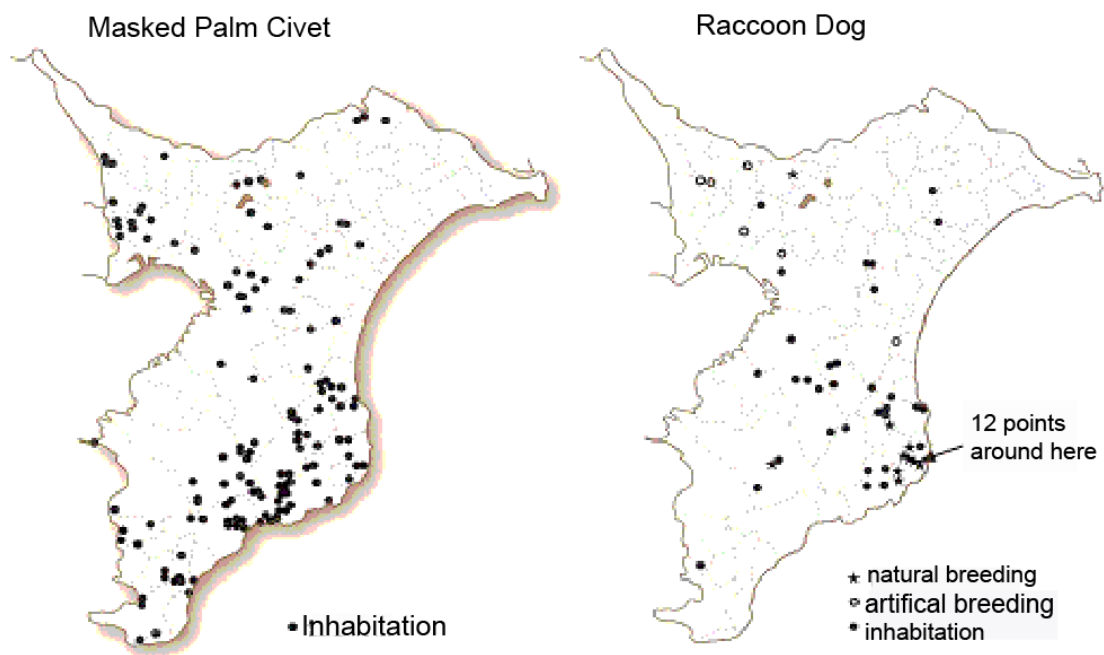 Masked Palm Civet
Raccoon Dog
12 points
around here
natural breeding
artifical breeding
inhabitation
Inhabitation